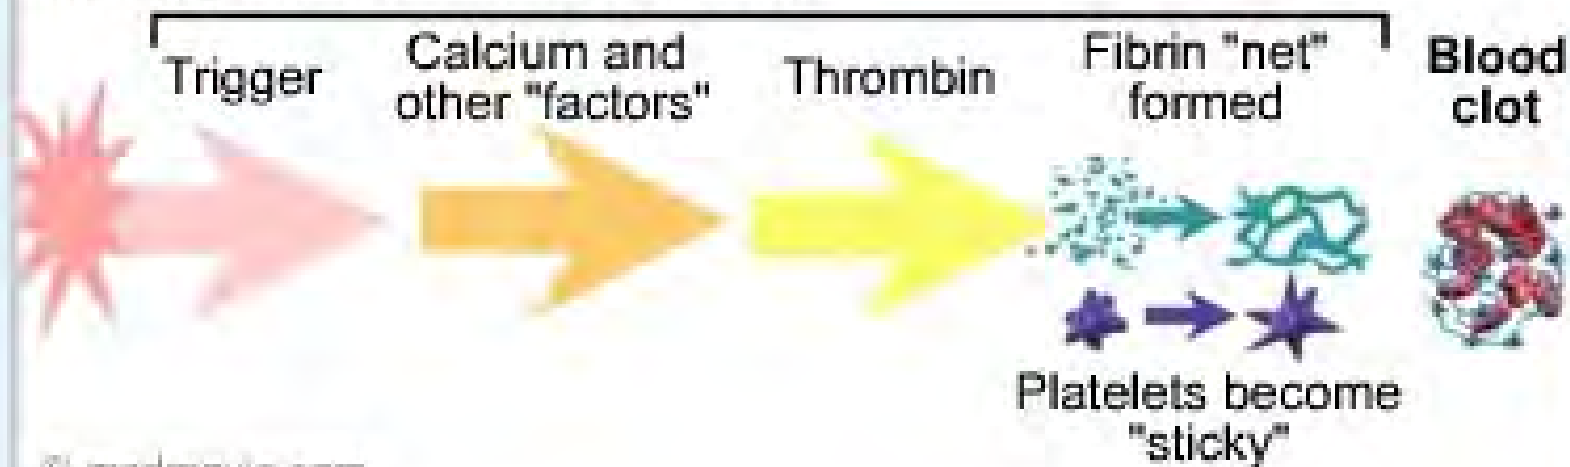 Trigger
Calcium and
other "factors"
Thrombin
Fibrin "net"
formed
Blood
clot
Platelets become
"sticky"